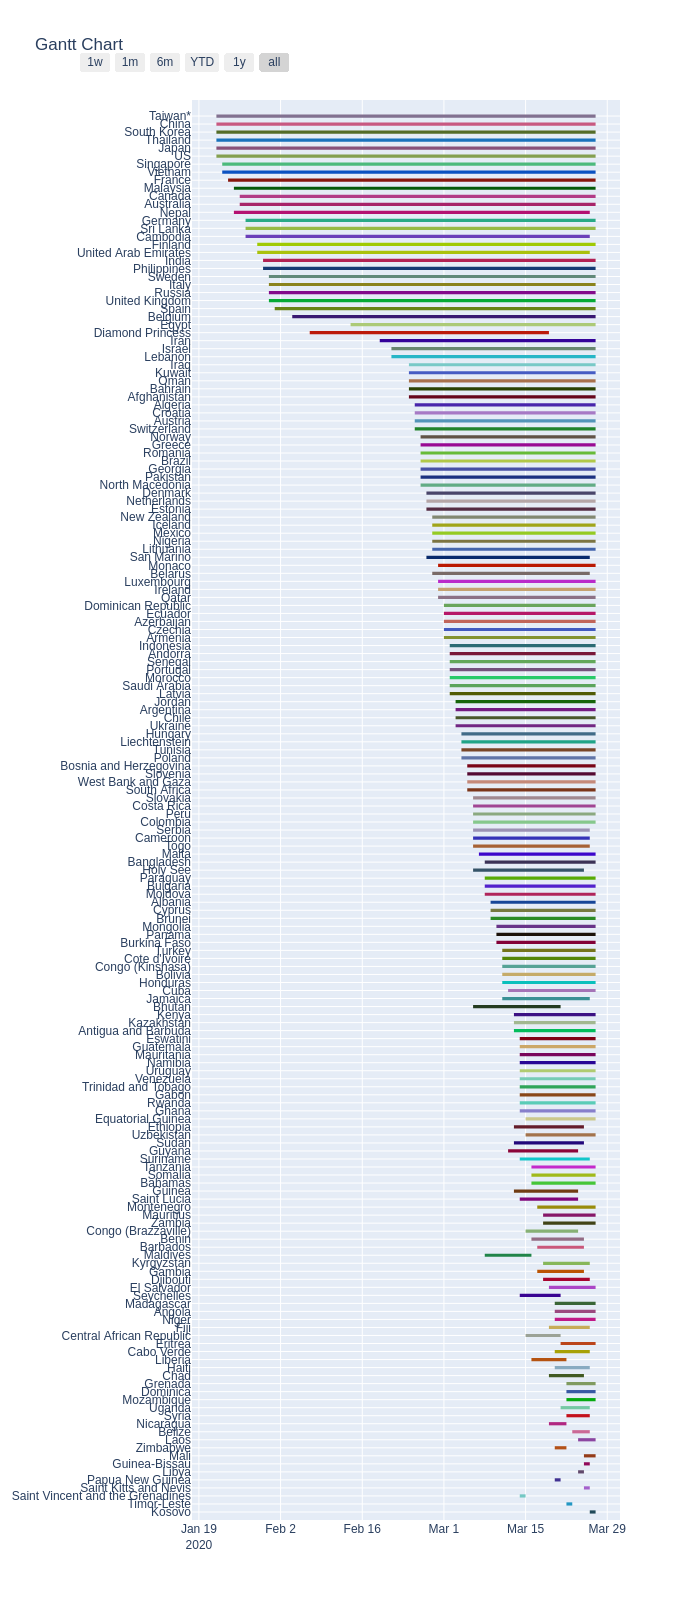 Gantt Chart
1w 1m 6m YTD 1y all
Taiwan*
China
South Korea
Thailand
Japan
US
Singapore
Vietnam
France
Malaysia
Canada
Australia
Nepal
Germany
Sri Lanka
Cambodia
Finland
United Arab Emirates
India
Philippines
Sweden
Italy
Russia
United Kingdom
Spain
Belgium
Egypt
Diamond Princess
Iran
Israel
Lebanon
Iraq
Kuwait
Oman
Bahrain
Afghanistan
Algeria
Croatia
Austria
Switzerland
Norway
Greece
Romania
Brazil
Georgia
Pakistan
North Macedonia
Denmark
Netherlands
Estonia
New Zealand
Iceland
Mexico
Nigeria
Lithuania
San Marino
Monaco
Belarus
Luxembourg
Ireland
Qatar
Dominican Republic
Ecuador
Azerbaijan
Czechia
Armenia
Indonesia
Andorra
Senegal
Portugal
Morocco
Saudi Arabia
Latvia
Jordan
Argentina
Chile
Ukraine
Hungary
Liechtenstein
Tunisia
Poland
Bosnia and Herzegovina
Slovenia
West Bank and Gaza
South Africa
Slovakia
Costa Rica
Peru
Colombia
Serbia
Cameroon
Togo
Malta
Bangladesh
Holy See
Paraguay
Bulgaria
Moldova
Albania
Cyprus
Brunei
Mongolia
Panama
Burkina Faso
Turkey
Cote d'Ivoire
Congo (Kinshasa)
Bolivia
Honduras
Cuba
Jamaica
Bhutan
Kenya
Kazakhstan
Antigua and Barbuda
Eswatini
Guatemala
Mauritania
Namibia
Uruguay
Venezuela
Trinidad and Tobago
Gabon
Rwanda
Ghana
Equatorial Guinea
Ethiopia
Uzbekistan
Sudan
Guyana
Suriname
Tanzania
Somalia
Bahamas
Guinea
Saint Lucia
Montenegro
Mauritius
Zambia
Congo (Brazzaville)
Benin
Barbados
Maldives
Kyrgyzstan
Gambia
Djibouti
El Salvador
Seychelles
Madagascar
Angola
Niger
Fiji
Central African Republic
Eritrea
Cabo Verde
Liberia
Haiti
Chad
Grenada
Dominica
Mozambique
Uganda
Syria
Nicaragua
Belize
Laos
Zimbabwe
Mali
Guinea-Bissau
Libya
Papua New Guinea
Saint Kitts and Nevis
Saint Vincent and the Grenadines
Timor-Leste
Kosovo
Jan 19 Feb 2 Feb 16 Mar 1 Mar 15 Mar 29
2020